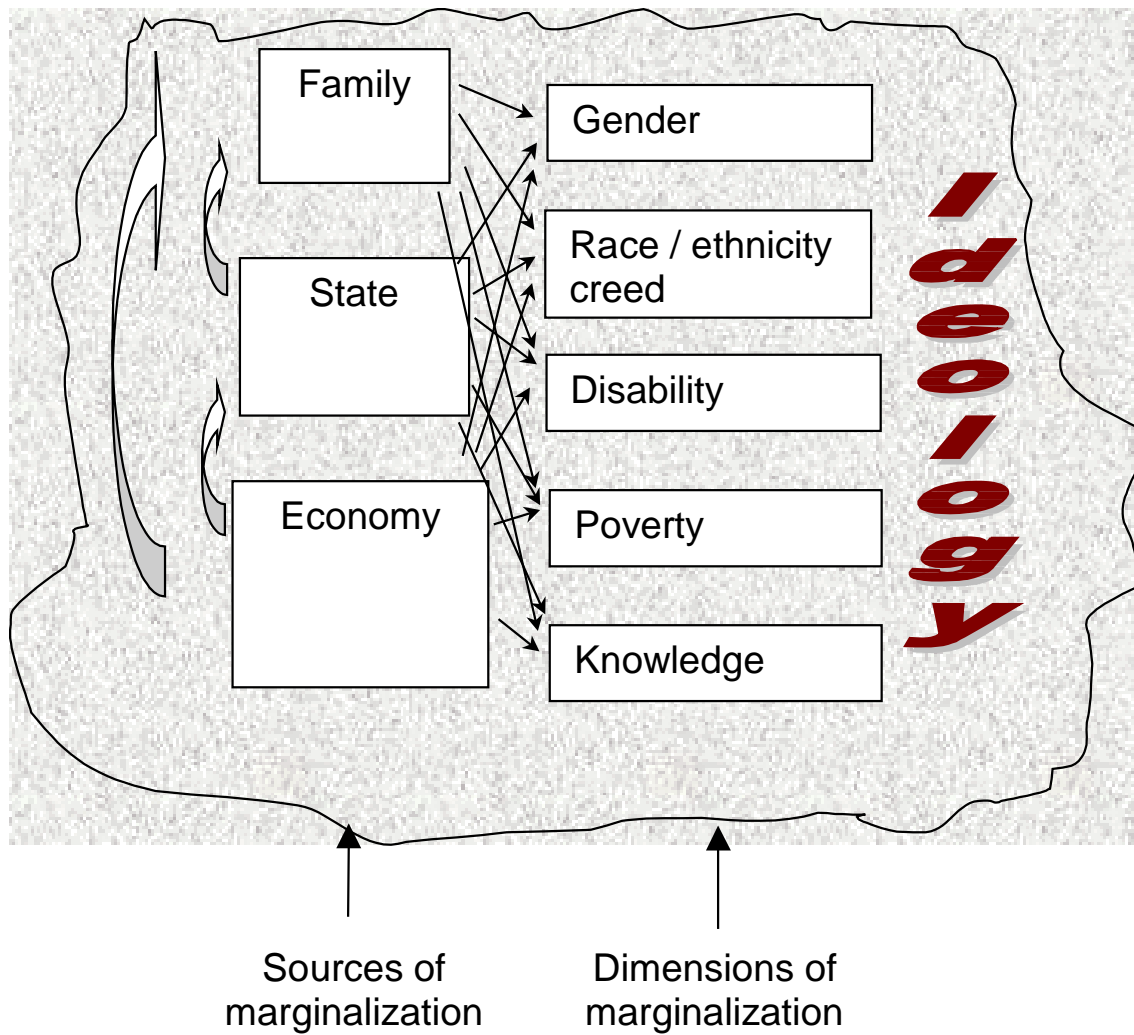 Family
State
Economy
Gender
Race / ethnicity
creed
Disability
Poverty
Knowledge
Ideology
Sources of
marginalization
Dimensions of
marginalization